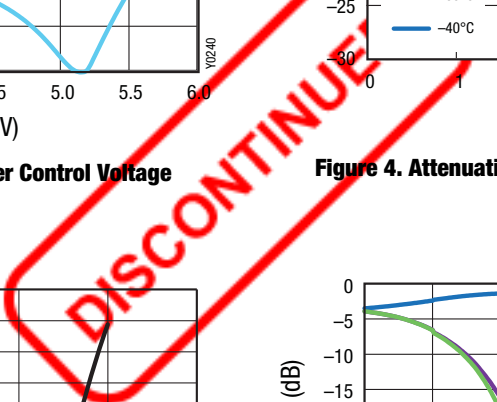 –25
–40°C
–30
0
1
Y0240
5
5.0
5.5
6.0
V)
er Control Voltage
Figure 4. Attenuati
DISCONTINUE
0
–5
–10
–15
(dB)